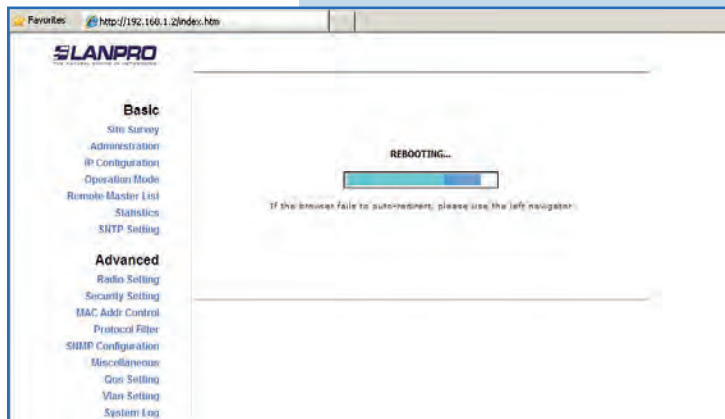 Favorites
http://192.168.1.2/index.htm
LANPRO
Basic
Site Survey
Administration
IP Configuration
Operation Mode
Remote Master List
Statistics
SNTP Setting
REBOOTING...
If the browser fails to auto-redirect, please use the left navigator
Advanced
Radio Setting
Security Setting
MAC Addr Control
Protocol Filter
SNMP Configuration
Miscellaneous
Qos Setting
Vlan Setting
System Log